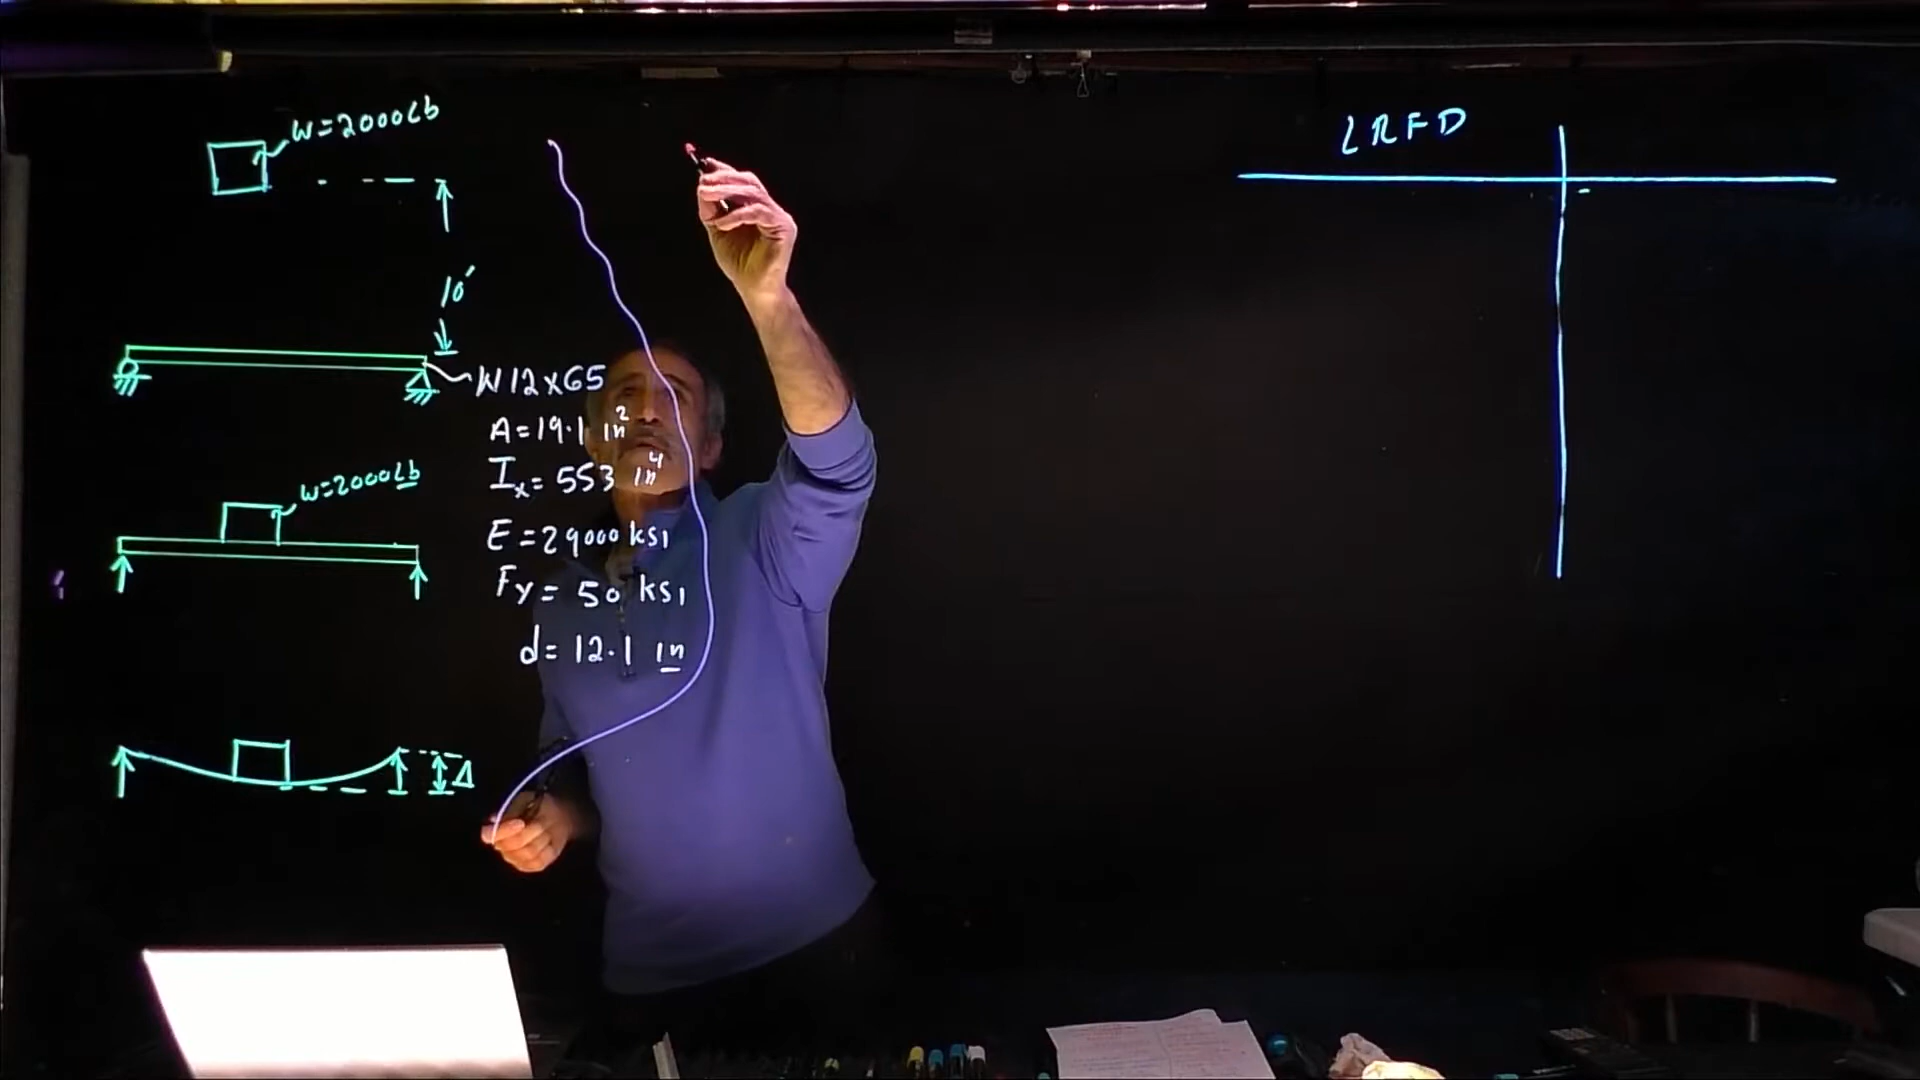 W=2000Lb
10'
W12x65
A=19.1 in²
Ix=553 in⁴
E=29000 ksi
Fy=50 ksi
d=12.1 in
W=2000Lb
Δ
LRFD